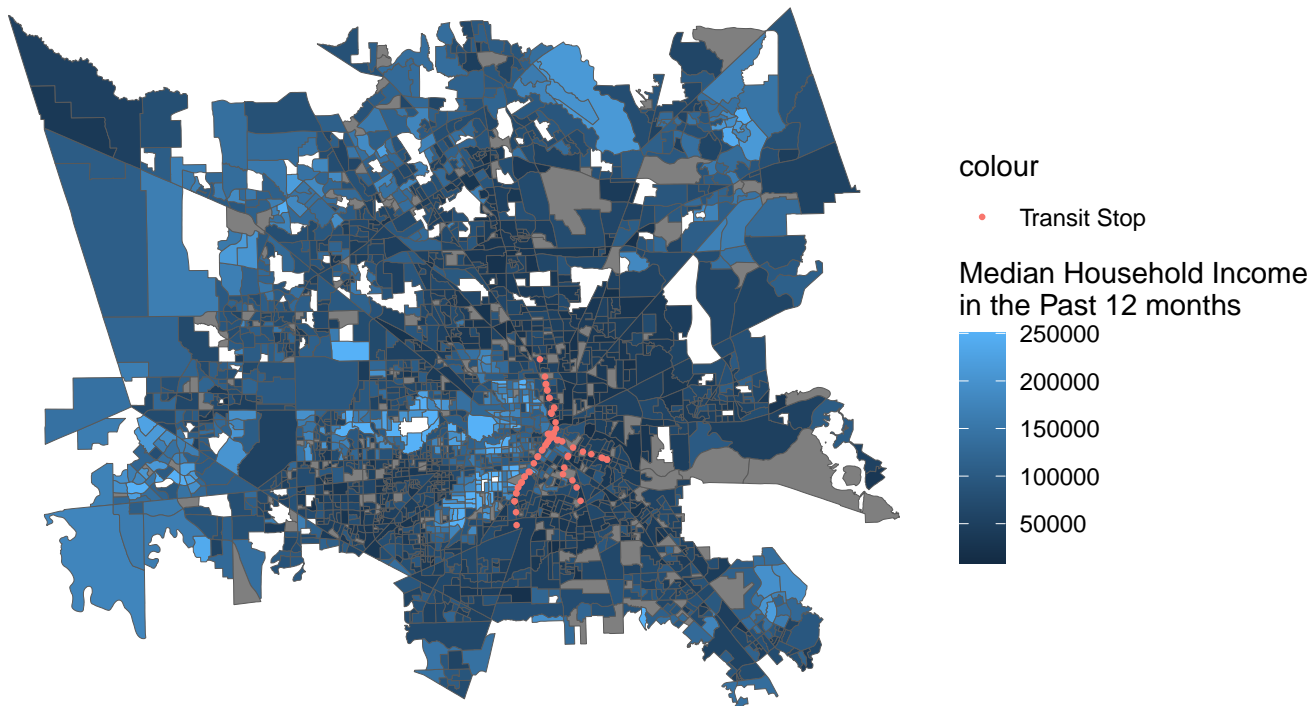 colour
Transit Stop
Median Household Income
in the Past 12 months
250000
200000
150000
100000
50000